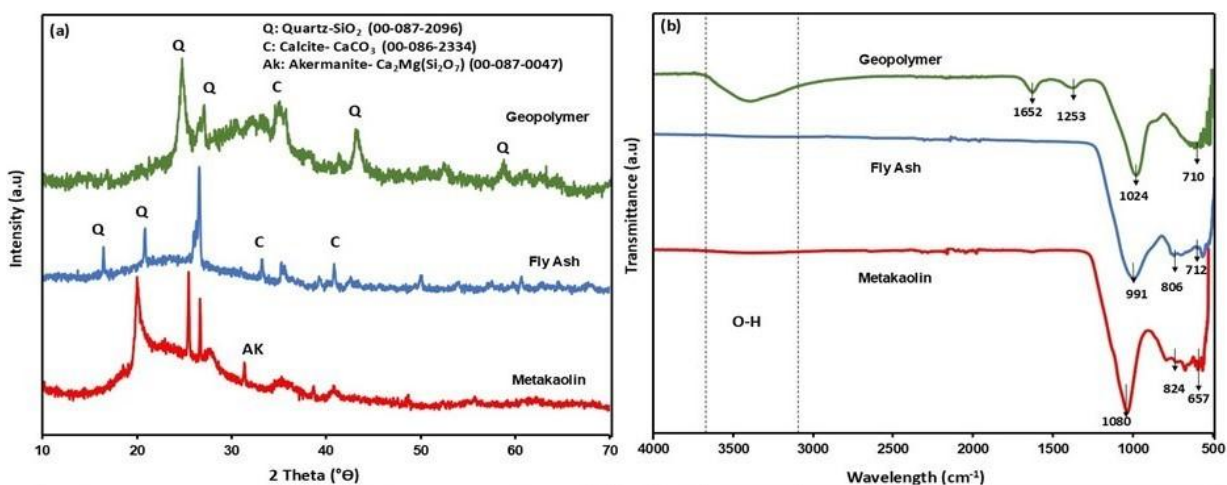 (a)
Q: Quartz-SiO₂ (00-087-2096)
C: Calcite- CaCO₃ (00-086-2334)
Ak: Akermanite- Ca₂Mg(Si₂O₇) (00-087-0047)
Q
Q
C
Geopolymer
Q
Q
Q
Q
C
C
Fly Ash
AK
Metakaolin
Intensity (a.u)
10 20 30 40 50 60 70
2 Theta (°Ɵ)
(b)
Geopolymer
1652
1253
1024
710
Fly Ash
991
806
712
Metakaolin
O-H
1080
824
657
Transmittance (a.u)
4000 3500 3000 2500 2000 1500 1000 500
Wavelength (cm⁻¹)